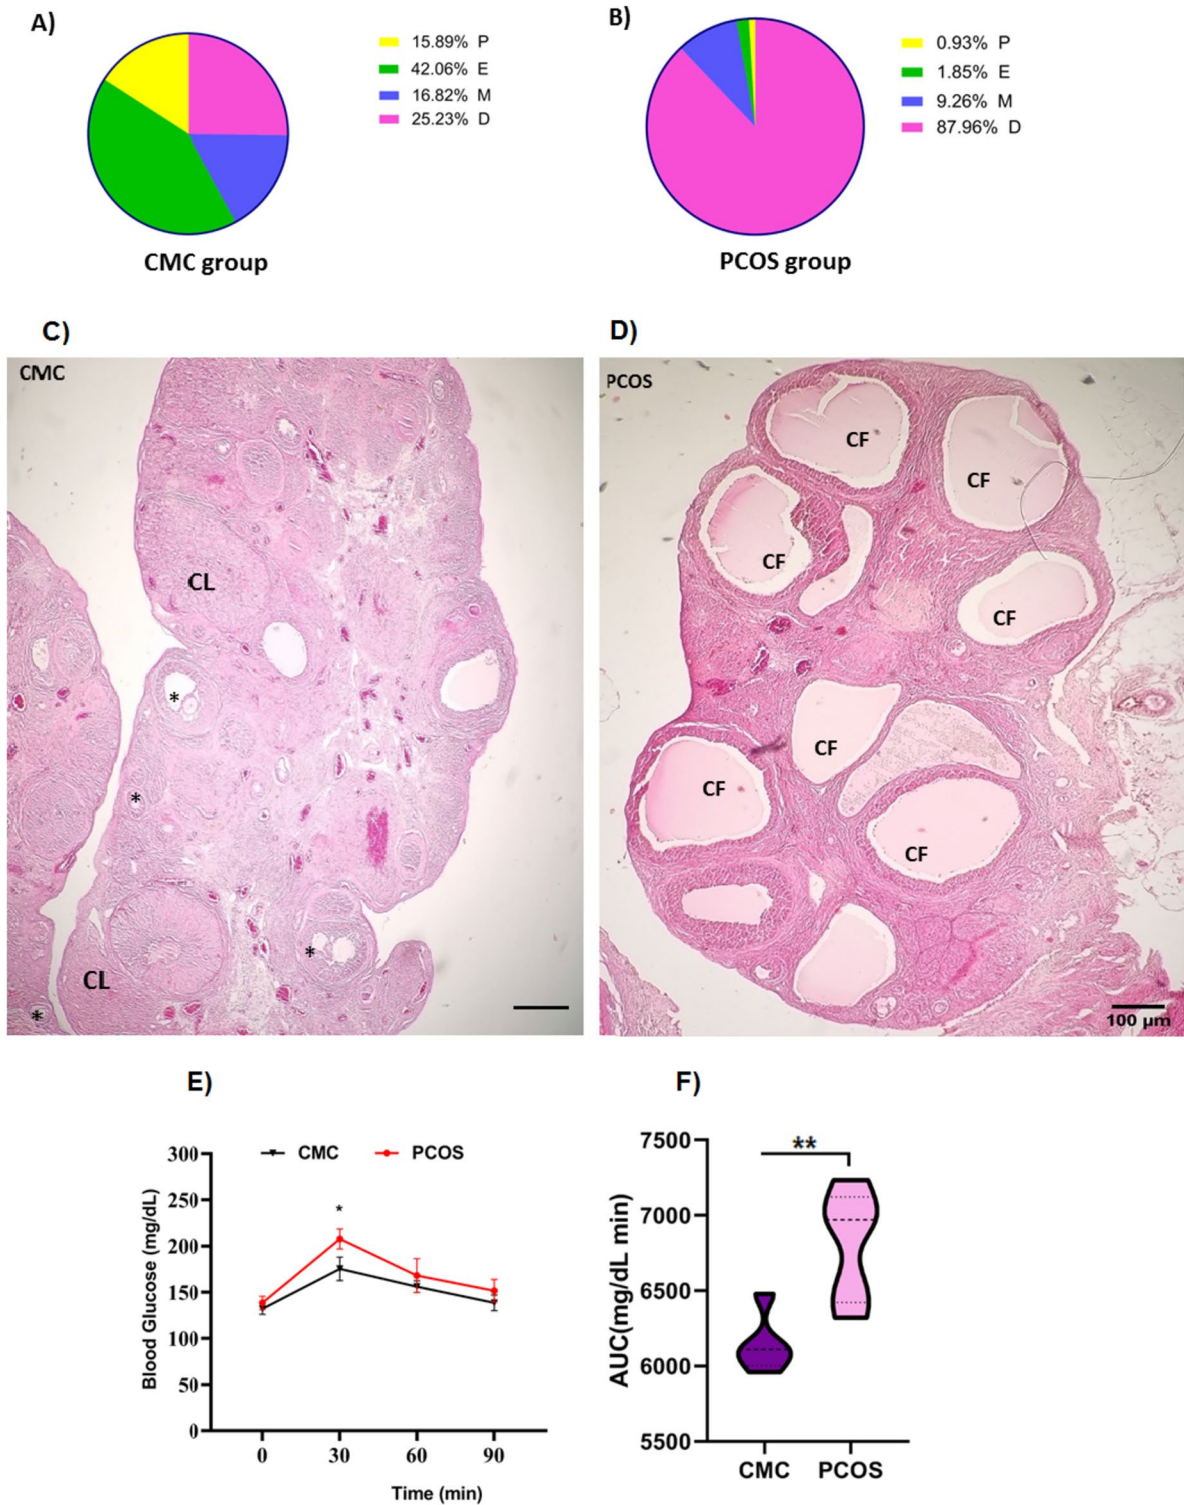 A)
15.89% P
42.06% E
16.82% M
25.23% D
CMC group
B)
0.93% P
1.85% E
9.26% M
87.96% D
PCOS group
C)
CMC
CL
*
*
CL
*
*
D)
PCOS
CF
CF
CF
CF
CF
CF
CF
100 µm
E)
CMC PCOS
Blood Glucose (mg/dL)
300
250
200
150
100
50
0
*
0 30 60 90
Time (min)
F)
AUC(mg/dL min)
7500
7000
6500
6000
5500
**
CMC PCOS